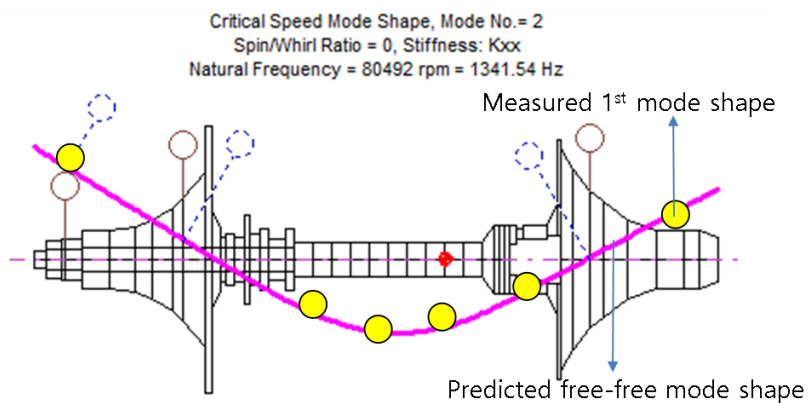 Critical Speed Mode Shape, Mode No.= 2
Spin/Whirl Ratio = 0, Stiffness: Kxx
Natural Frequency = 80492 rpm = 1341.54 Hz
Measured 1st mode shape
Predicted free-free mode shape